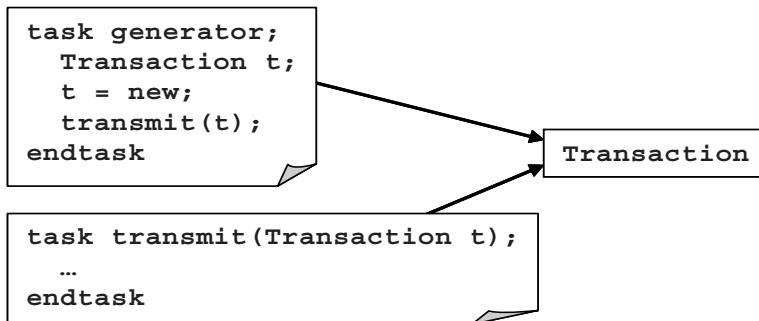 task generator;
Transaction t;
t = new;
transmit(t);
endtask
Transaction
task transmit(Transaction t);
…
endtask